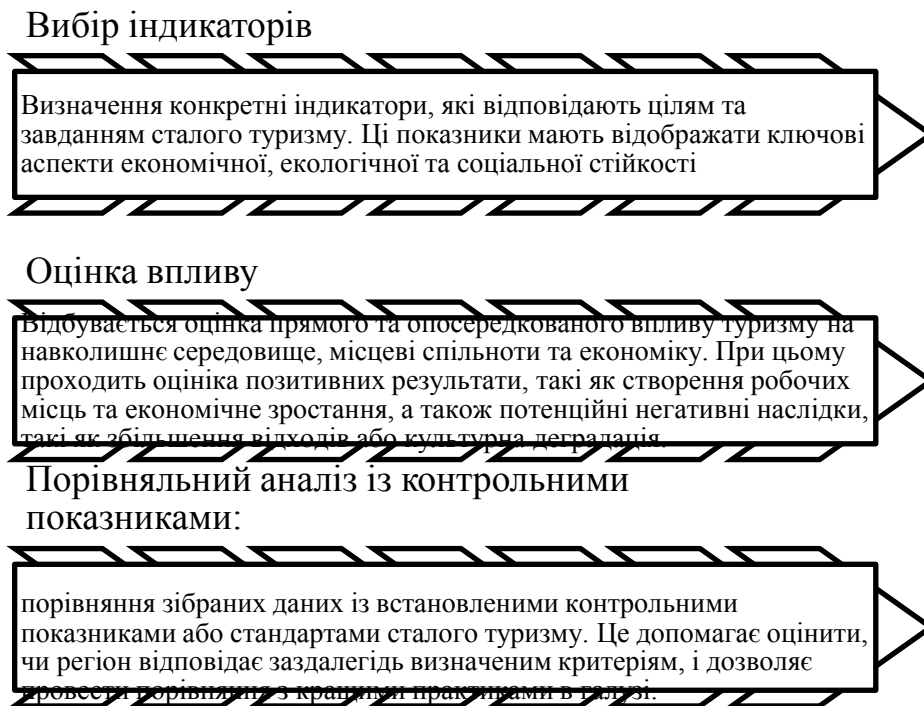 Вибір індикаторів
Визначення конкретні індикатори, які відповідають цілям та
завданням сталого туризму. Ці показники мають відображати ключові
аспекти економічної, екологічної та соціальної стійкості
Оцінка впливу
Відбувається оцінка прямого та опосередкованого впливу туризму на
навколишнє середовище, місцеві спільноти та економіку. При цьому
проходить оцініка позитивних результати, такі як створення робочих
місць та економічне зростання, а також потенційні негативні наслідки,
такі як збільшення відходів або культурна деградація.
Порівняльний аналіз із контрольними
показниками:
порівняння зібраних даних із встановленими контрольними
показниками або стандартами сталого туризму. Це допомагає оцінити,
чи регіон відповідає заздалегідь визначеним критеріям, і дозволяє
провести порівняння з кращими практиками в галузі.